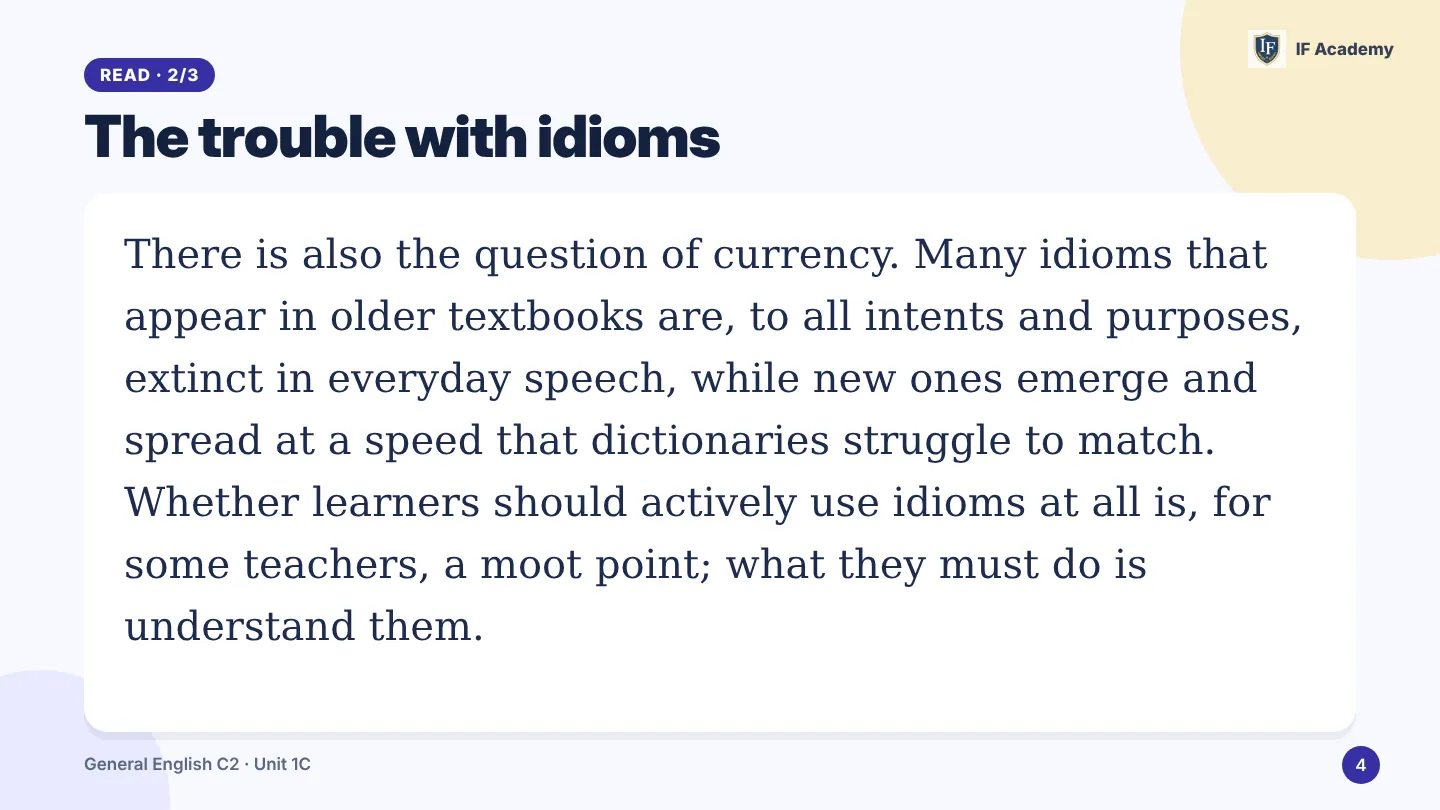 IF
IF Academy
READ · 2/3
The trouble with idioms
There is also the question of currency. Many idioms that
appear in older textbooks are, to all intents and purposes,
extinct in everyday speech, while new ones emerge and
spread at a speed that dictionaries struggle to match.
Whether learners should actively use idioms at all is, for
some teachers, a moot point; what they must do is
understand them.
General English C2 · Unit 1C
4